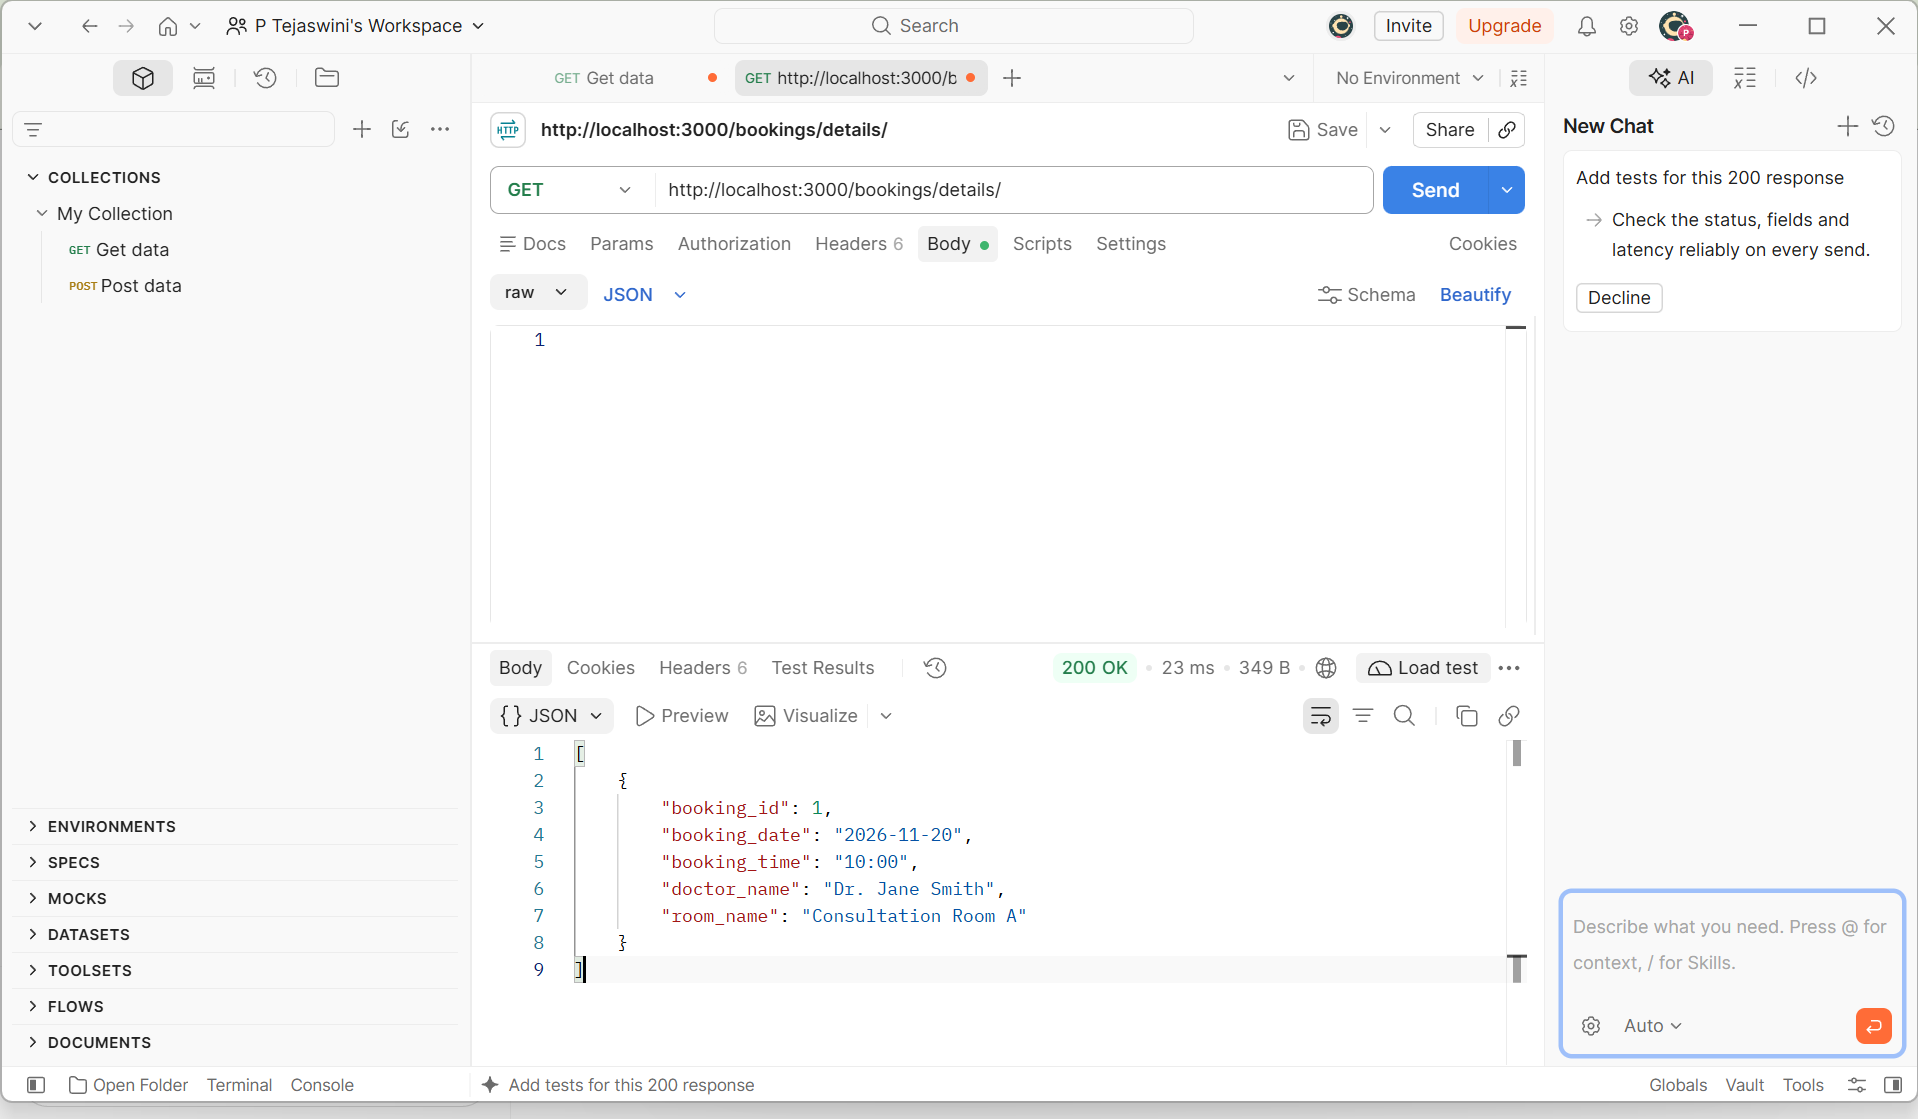 P Tejaswini's Workspace
Search
Invite
Upgrade
P
GET Get data
GET http://localhost:3000/b
No Environment
AI
HTTP http://localhost:3000/bookings/details/
Save
Share
New Chat
COLLECTIONS
My Collection
GET Get data
POST Post data
GET
http://localhost:3000/bookings/details/
Send
Add tests for this 200 response
Check the status, fields and
latency reliably on every send.
Decline
Docs
Params
Authorization
Headers 6
Body
Scripts
Settings
Cookies
raw
JSON
Schema
Beautify
1
Body
Cookies
Headers 6
Test Results
200 OK
23 ms
349 B
Load test
{} JSON
Preview
Visualize
1 [
2 {
3 "booking_id": 1,
4 "booking_date": "2026-11-20",
5 "booking_time": "10:00",
6 "doctor_name": "Dr. Jane Smith",
7 "room_name": "Consultation Room A"
8 }
9 ]
ENVIRONMENTS
SPECS
MOCKS
DATASETS
TOOLSETS
FLOWS
DOCUMENTS
Describe what you need. Press @ for
context, / for Skills.
Auto
Open Folder
Terminal
Console
Add tests for this 200 response
Globals
Vault
Tools